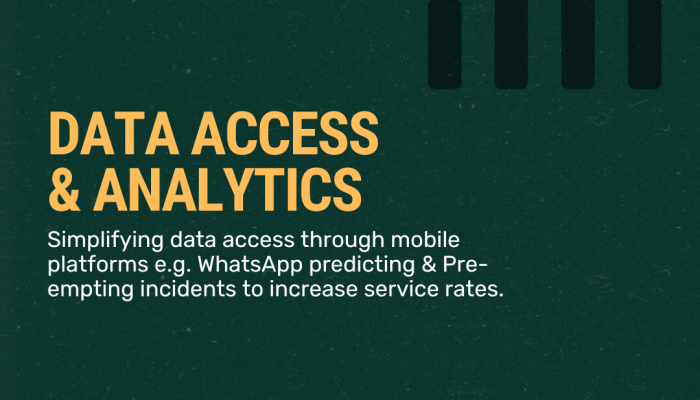 DATA ACCESS
& ANALYTICS
Simplifying data access through mobile
platforms e.g. WhatsApp predicting & Pre-
empting incidents to increase service rates.